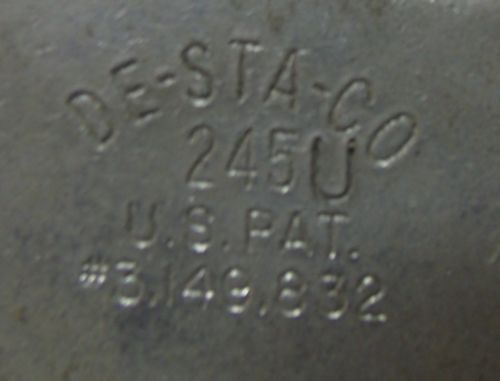 DE-STA-CO
245U
U.S. PAT.
#3,149,832